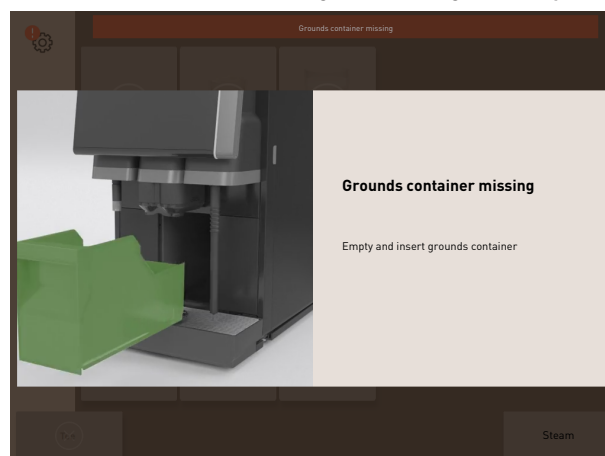 Grounds container missing
Grounds container missing
Empty and insert grounds container
Steam